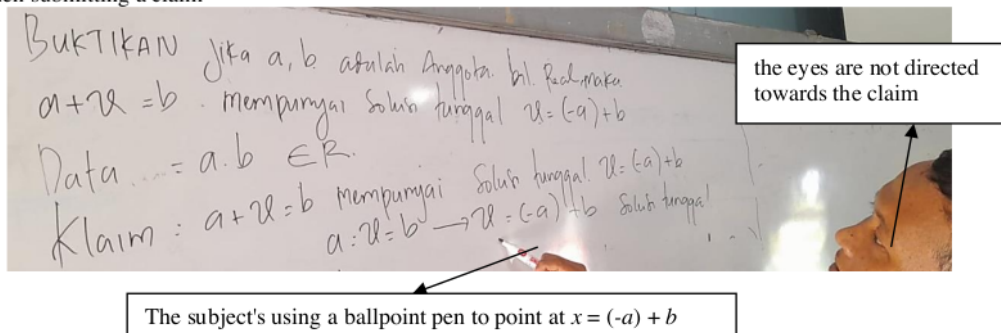 BUKTIKAN Jika a, b adalah Anggota bil. Real, maka
a + x = b . mempunyai Solusi tunggal x = (-a) + b
Data .... = a . b ∈ R.
Klaim : a + x = b mempunyai Solusi tunggal x = (-a) + b
a : x = b → x = (-a) + b Solusi tunggal
the eyes are not directed
towards the claim
The subject's using a ballpoint pen to point at x = (-a) + b